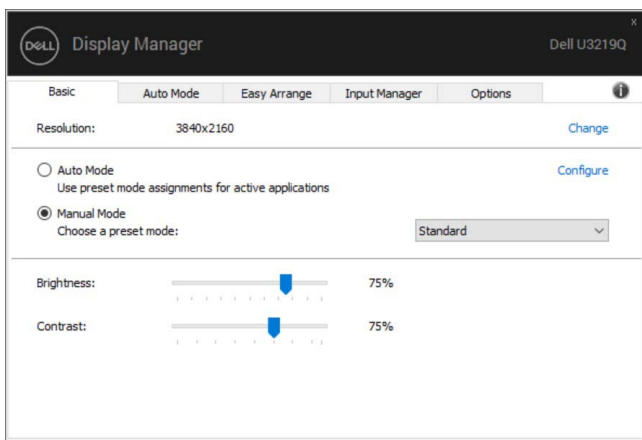 x
DELL Display Manager Dell U3219Q
Basic Auto Mode Easy Arrange Input Manager Options i
Resolution: 3840x2160 Change
Auto Mode Configure
Use preset mode assignments for active applications
Manual Mode
Choose a preset mode: Standard
Brightness: 75%
Contrast: 75%